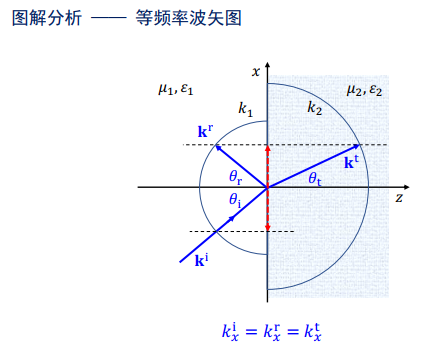 图解分析 —— 等频率波矢图
x
μ₁, ε₁
μ₂, ε₂
k₁
k₂
kʳ
kᵗ
θᵣ
θₜ
θᵢ
z
kⁱ
kₓⁱ = kₓʳ = kₓᵗ